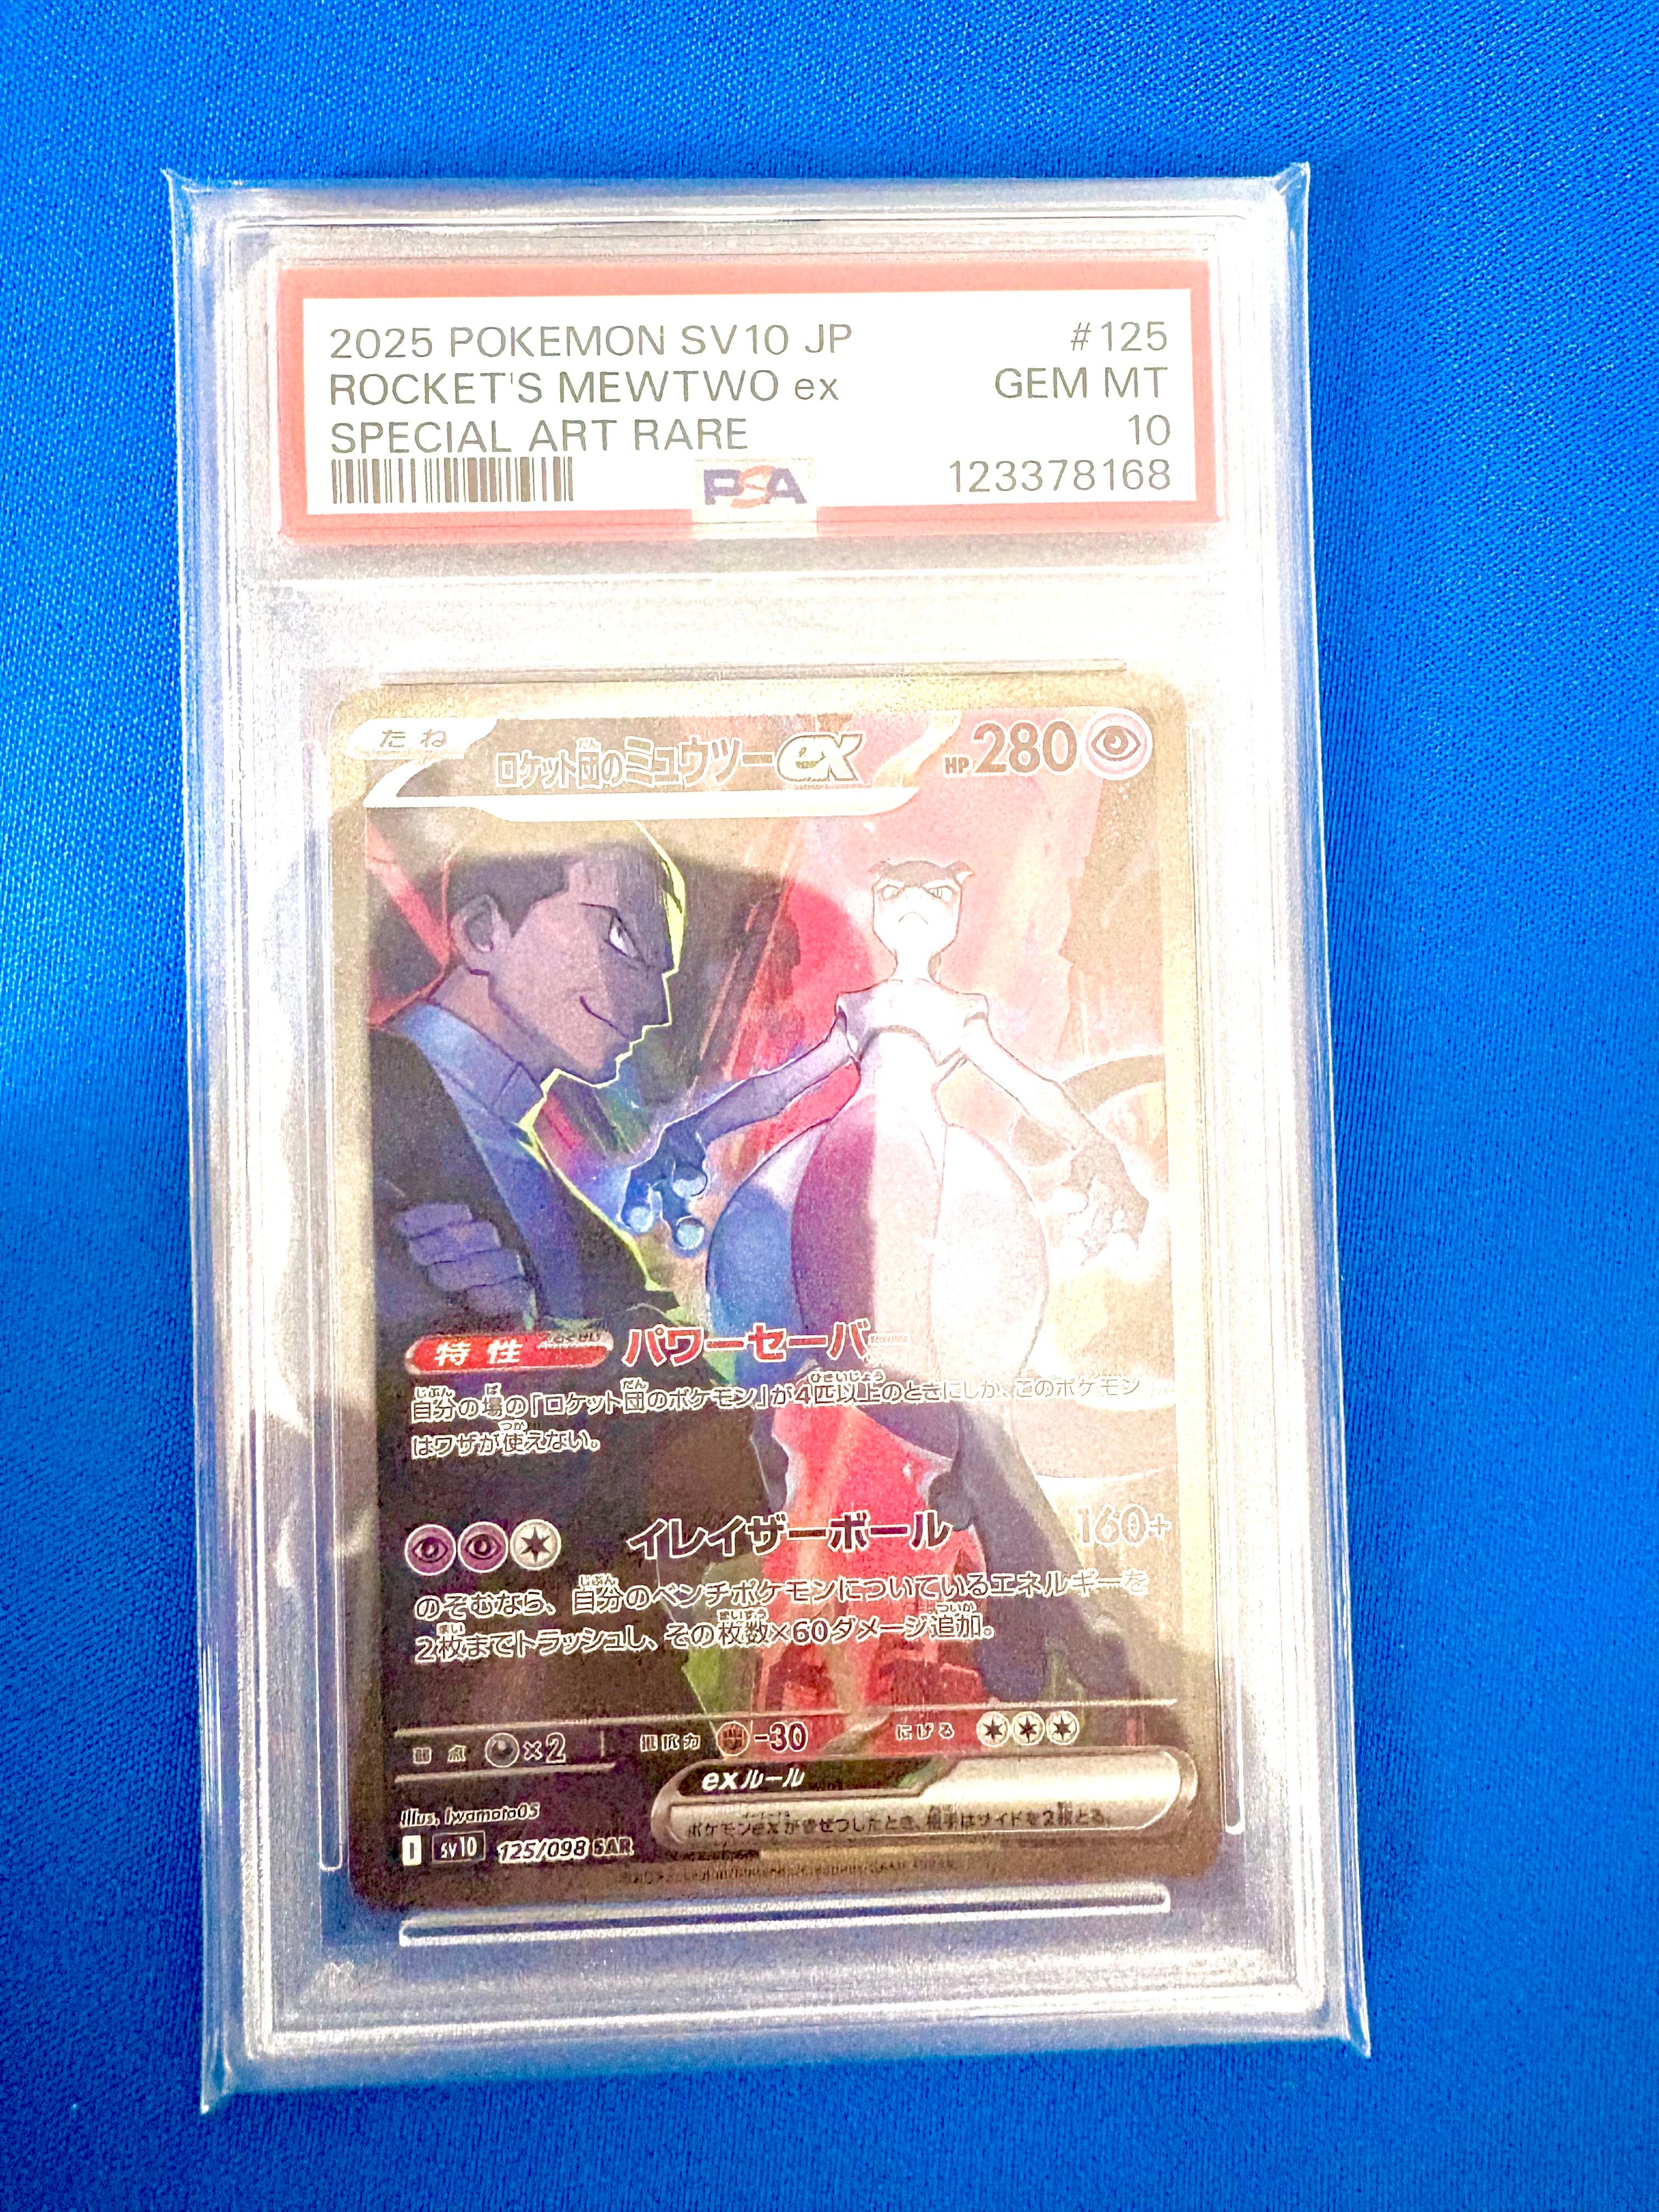 2025 POKEMON SV10 JP #125
ROCKET'S MEWTWO ex GEM MT
SPECIAL ART RARE 10
PSA 123378168
たね ロケット団のミュウツーex HP280
特性 パワーセーバー
自分の場の「ロケット団のポケモン」が4匹以上のときにしか、このポケモン
はワザが使えない。
イレイザーボール 160+
のぞむなら、自分のベンチポケモンについているエネルギーを
2枚までトラッシュし、その枚数×60ダメージ追加。
弱点 ×2 抵抗力 -30 にげる
exルール
ポケモンexがきぜつしたとき、相手はサイドを2枚とる。
Illus. Iwamoto05
I SV10 125/098 SAR